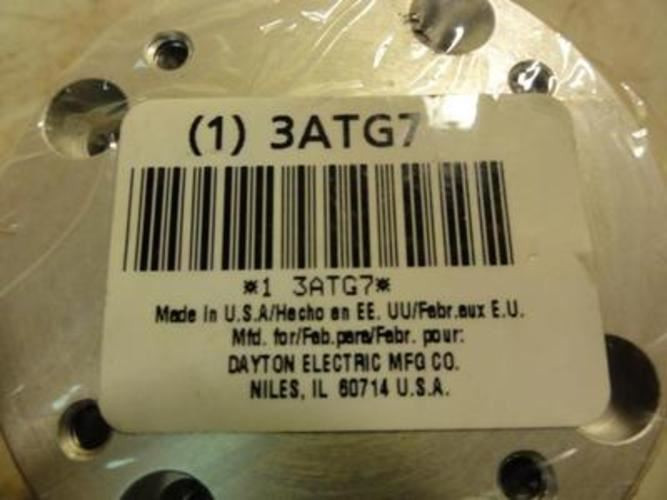 (1) 3ATG7
*1 3ATG7*
Made in U.S.A/Hecho en EE. UU/Fabr.aux E.U.
Mfd. for/Fab.para/Fabr. pour:
DAYTON ELECTRIC MFG CO.
NILES, IL 60714 U.S.A.